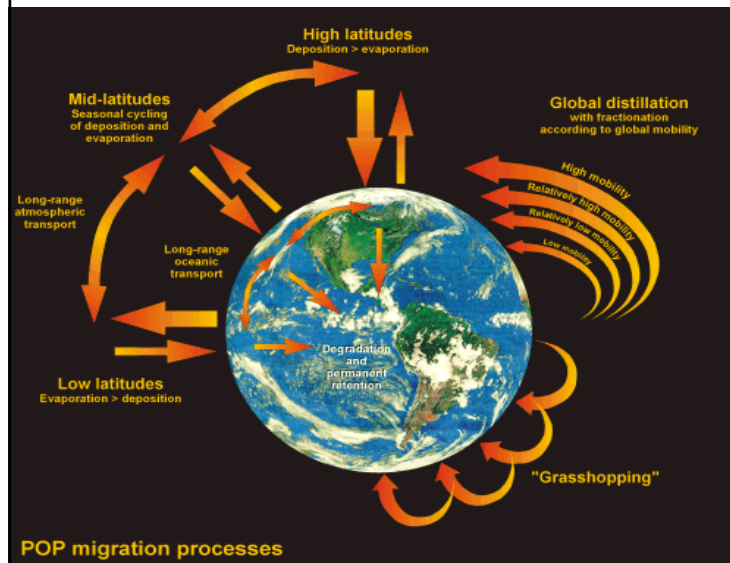 High latitudes
Deposition > evaporation
Mid-latitudes
Seasonal cycling
of deposition and
evaporation
Global distillation
with fractionation
according to global mobility
High mobility
Relatively high mobility
Relatively low mobility
Low mobility
Long-range
atmospheric
transport
Long-range
oceanic
transport
Degradation
and
permanent
retention
Low latitudes
Evaporation > deposition
"Grasshopping"
POP migration processes